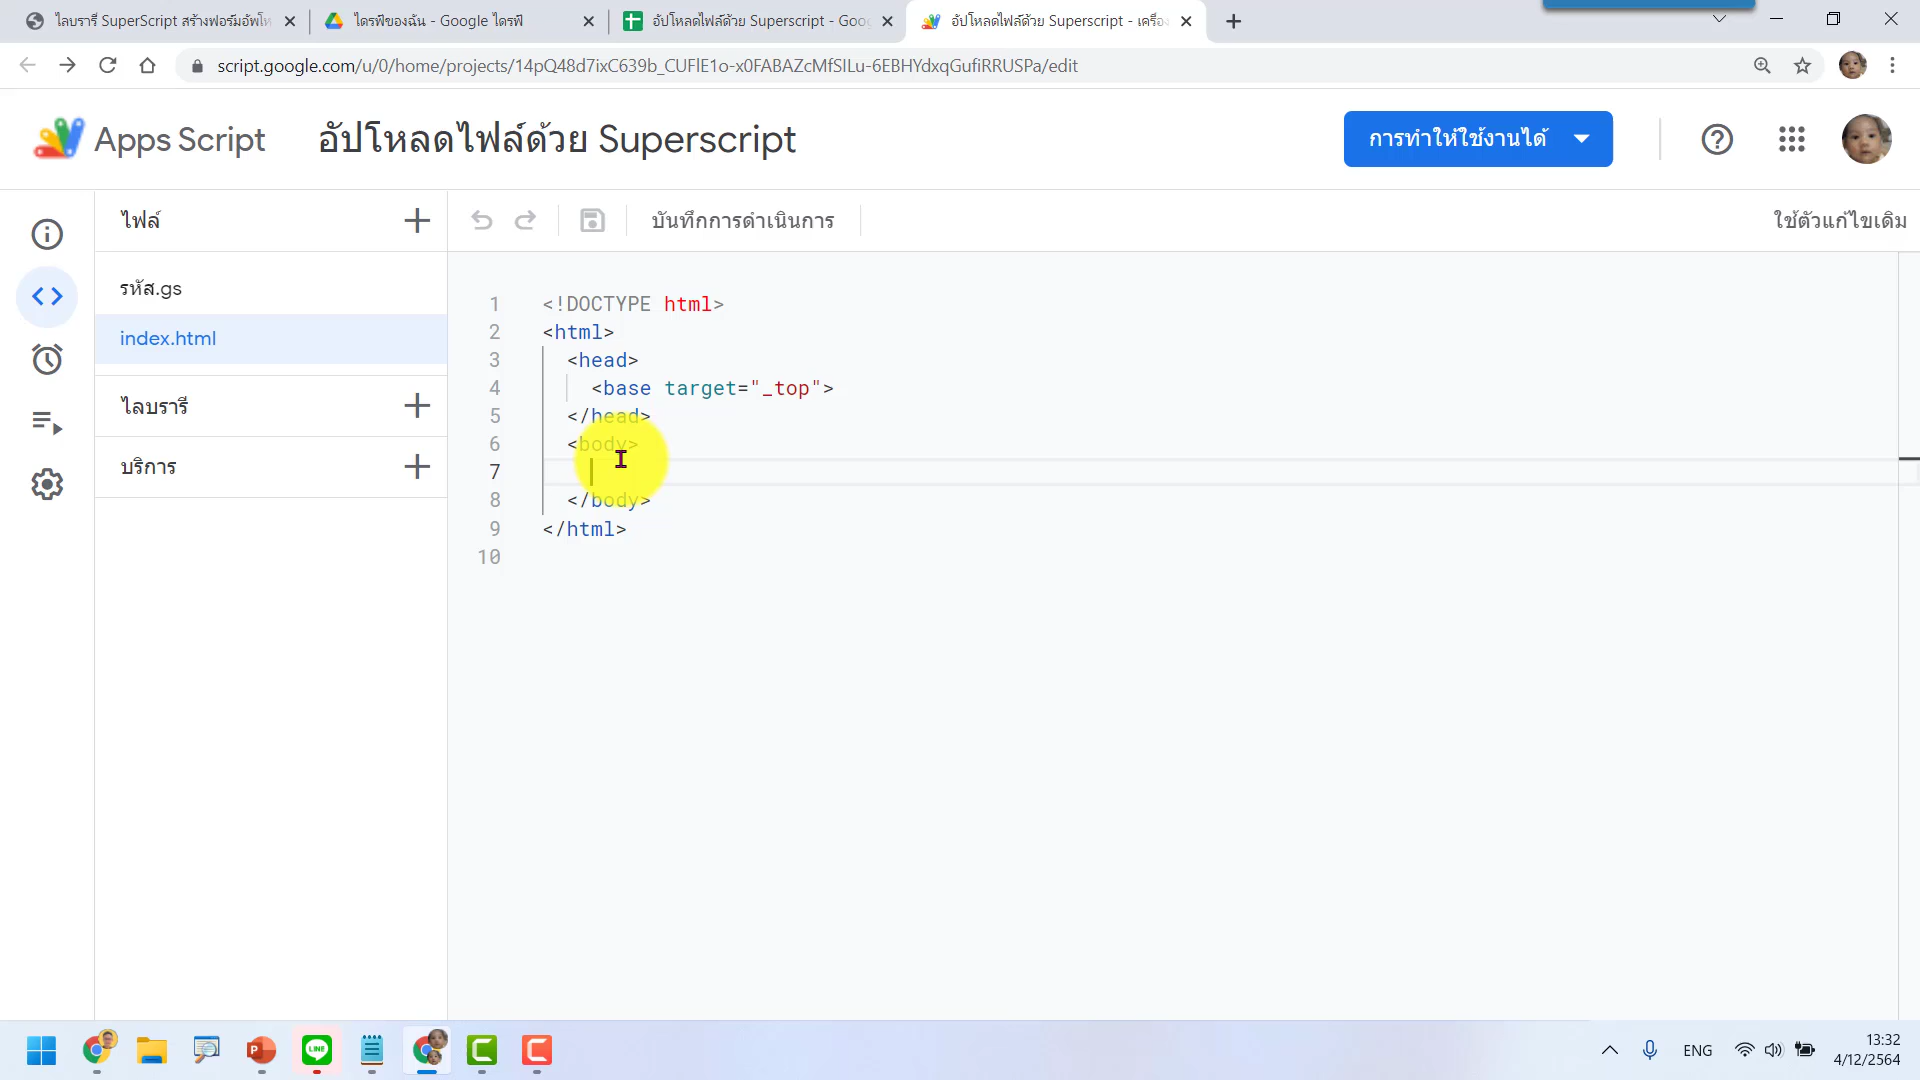 ไลบรารี SuperScript สร้างฟอร์มอัพโห
ไดรฟ์ของฉัน - Google ไดรฟ์
อัปโหลดไฟล์ด้วย Superscript - Goog
อัปโหลดไฟล์ด้วย Superscript - เครื่อง
script.google.com/u/0/home/projects/14pQ48d7ixC639b_CUFlE1o-x0FABAZcMfSILu-6EBHYdxqGufiRRUSPa/edit
Apps Script
อัปโหลดไฟล์ด้วย Superscript
การทำให้ใช้งานได้
ไฟล์
บันทึกการดำเนินการ
ใช้ตัวแก้ไขเดิม
รหัส.gs
index.html
ไลบรารี
บริการ
1 <!DOCTYPE html>
2 <html>
3 <head>
4 <base target="_top">
5 </head>
6 <body>
7
8 </body>
9 </html>
10
LINE
ENG
13:32
4/12/2564